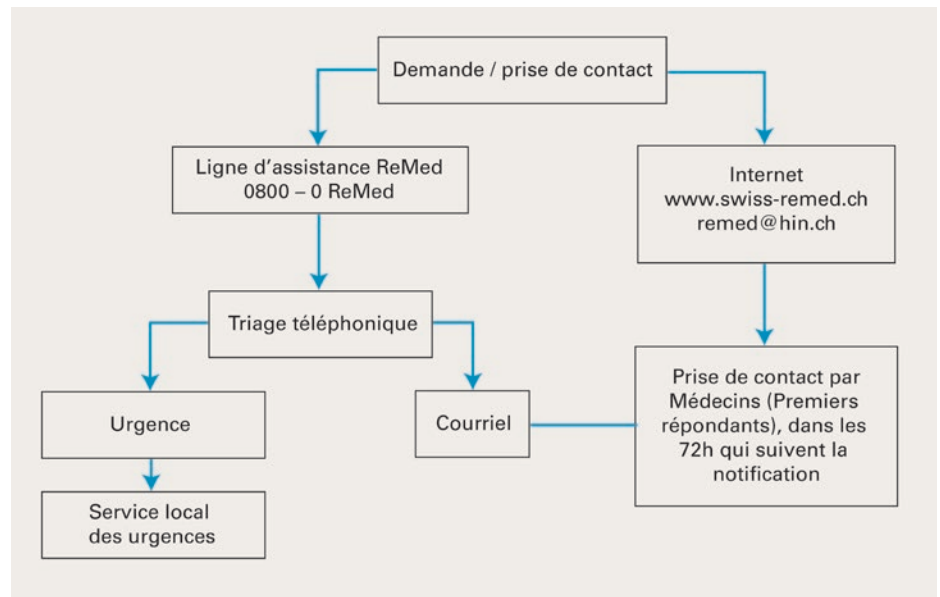 Demande / prise de contact
Ligne d'assistance ReMed
0800 – 0 ReMed
Internet
www.swiss-remed.ch
remed@hin.ch
Triage téléphonique
Urgence
Courriel
Prise de contact par
Médecins (Premiers
répondants), dans les
72h qui suivent la
notification
Service local
des urgences